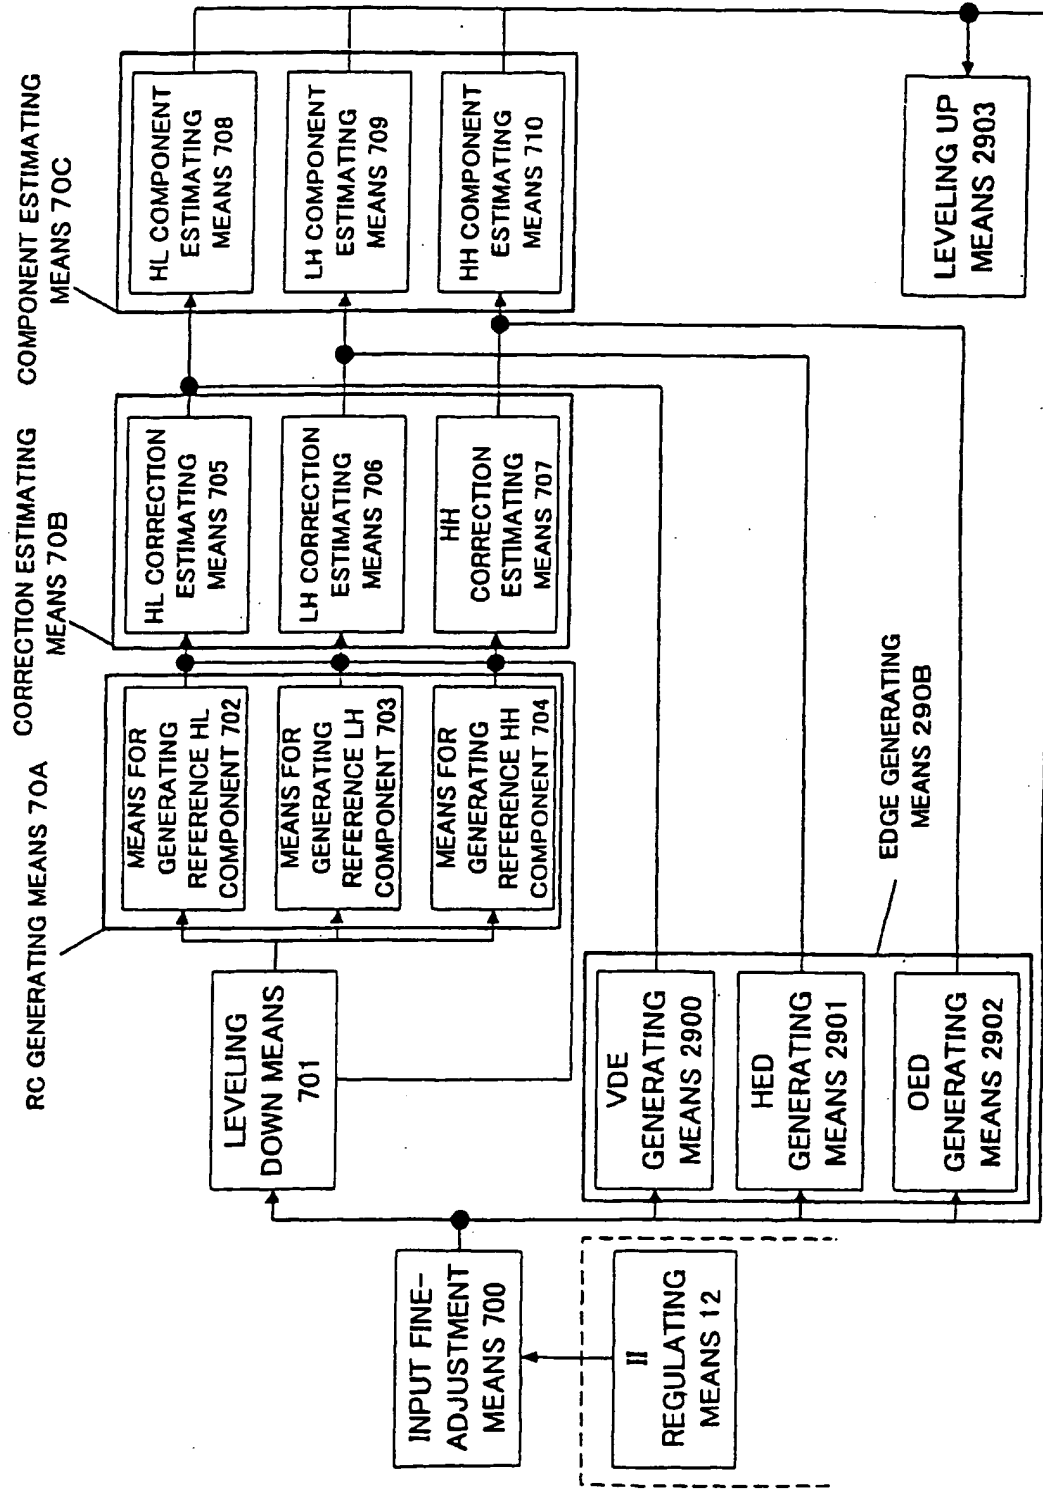 INPUT FINE-
ADJUSTMENT
MEANS 700
II
REGULATING
MEANS 12
LEVELING
DOWN MEANS
701
VDE
GENERATING
MEANS 2900
HED
GENERATING
MEANS 2901
OED
GENERATING
MEANS 2902
EDGE GENERATING
MEANS 290B
RC GENERATING MEANS 70A
MEANS FOR
GENERATING
REFERENCE HL
COMPONENT 702
MEANS FOR
GENERATING
REFERENCE LH
COMPONENT 703
MEANS FOR
GENERATING
REFERENCE HH
COMPONENT 704
CORRECTION ESTIMATING
MEANS 70B
HL CORRECTION
ESTIMATING
MEANS 705
LH CORRECTION
ESTIMATING
MEANS 706
HH
CORRECTION
ESTIMATING
MEANS 707
COMPONENT ESTIMATING
MEANS 70C
HL COMPONENT
ESTIMATING
MEANS 708
LH COMPONENT
ESTIMATING
MEANS 709
HH COMPONENT
ESTIMATING
MEANS 710
LEVELING UP
MEANS 2903